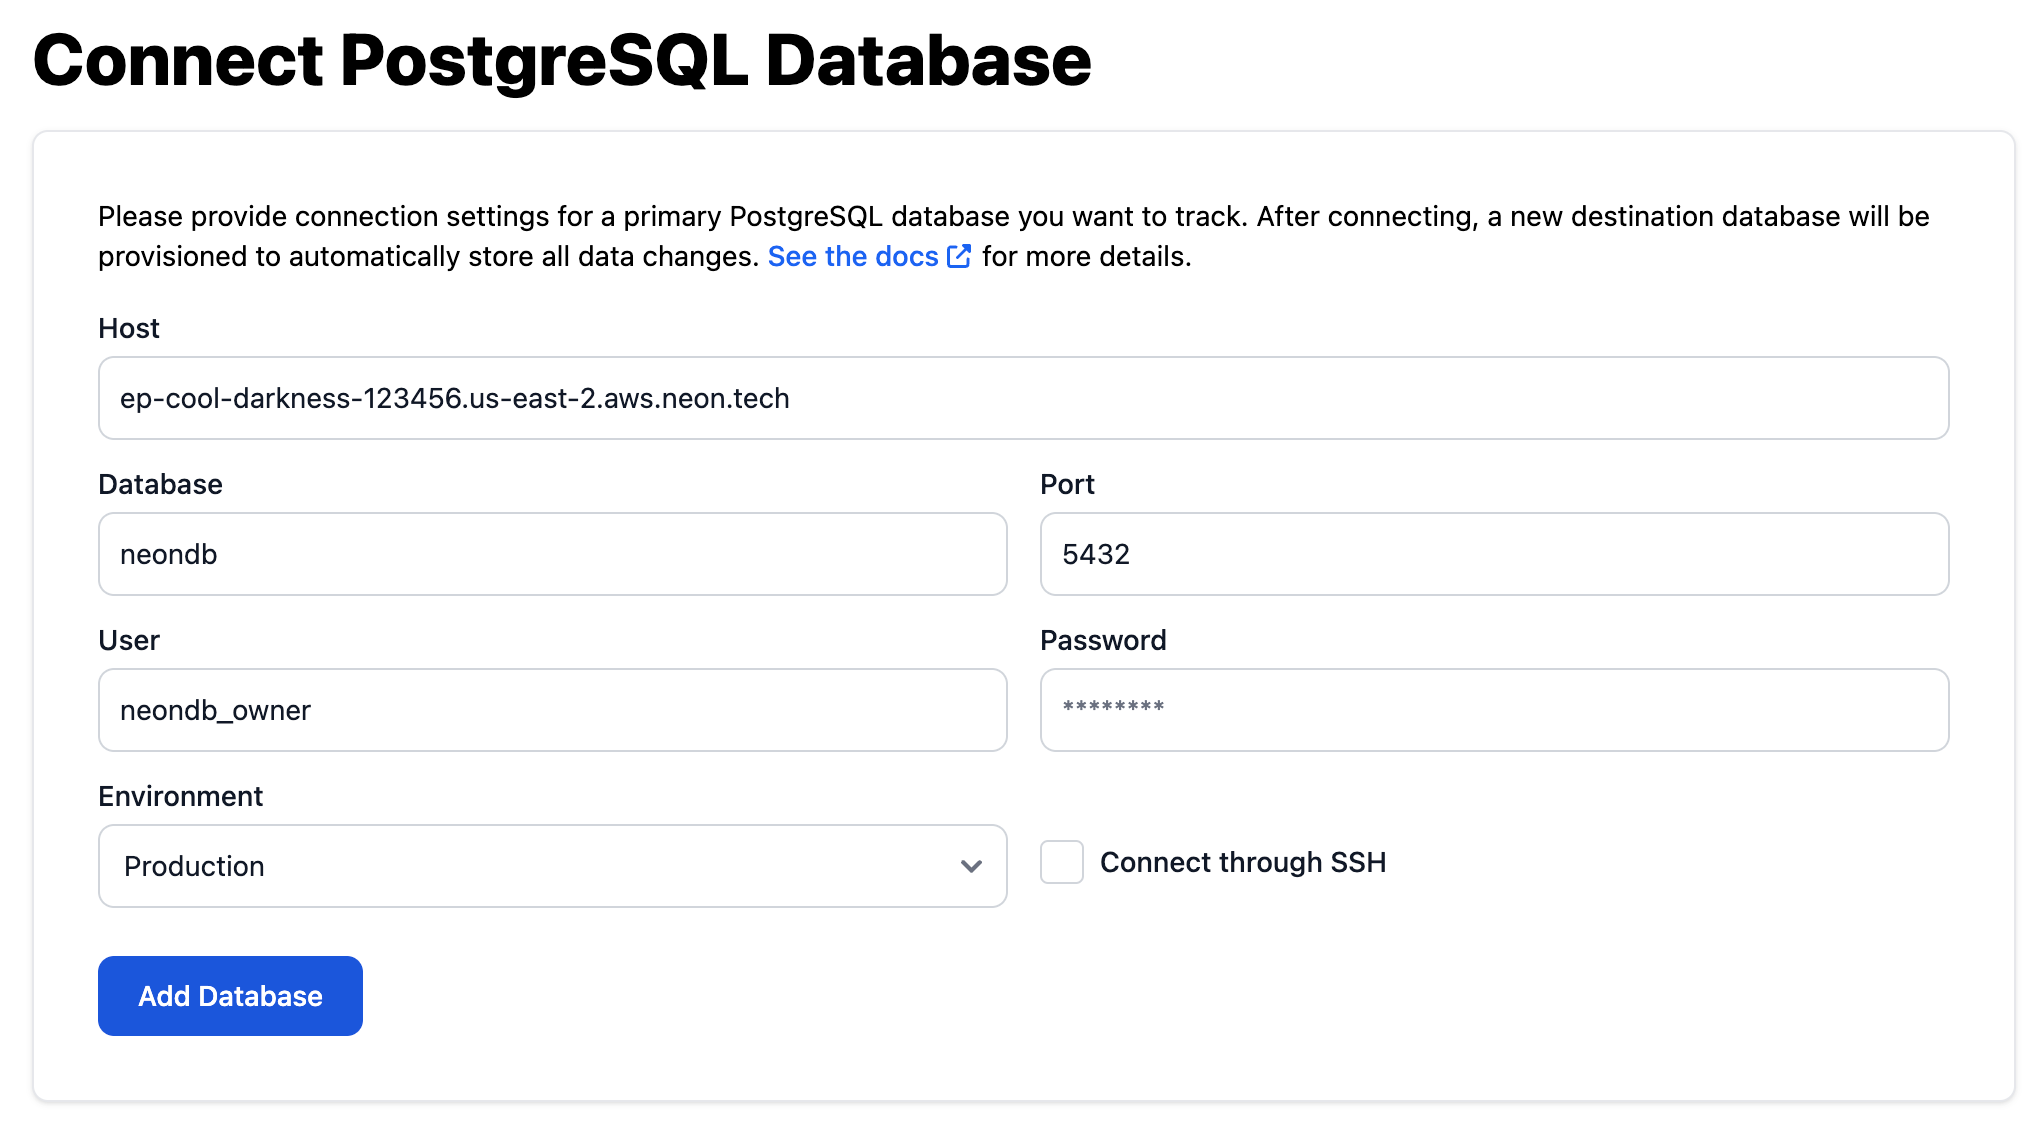 Connect PostgreSQL Database
Please provide connection settings for a primary PostgreSQL database you want to track. After connecting, a new destination database will be
provisioned to automatically store all data changes. See the docs for more details.
Host
ep-cool-darkness-123456.us-east-2.aws.neon.tech
Database
Port
neondb
5432
User
Password
neondb_owner
********
Environment
Production
Connect through SSH
Add Database